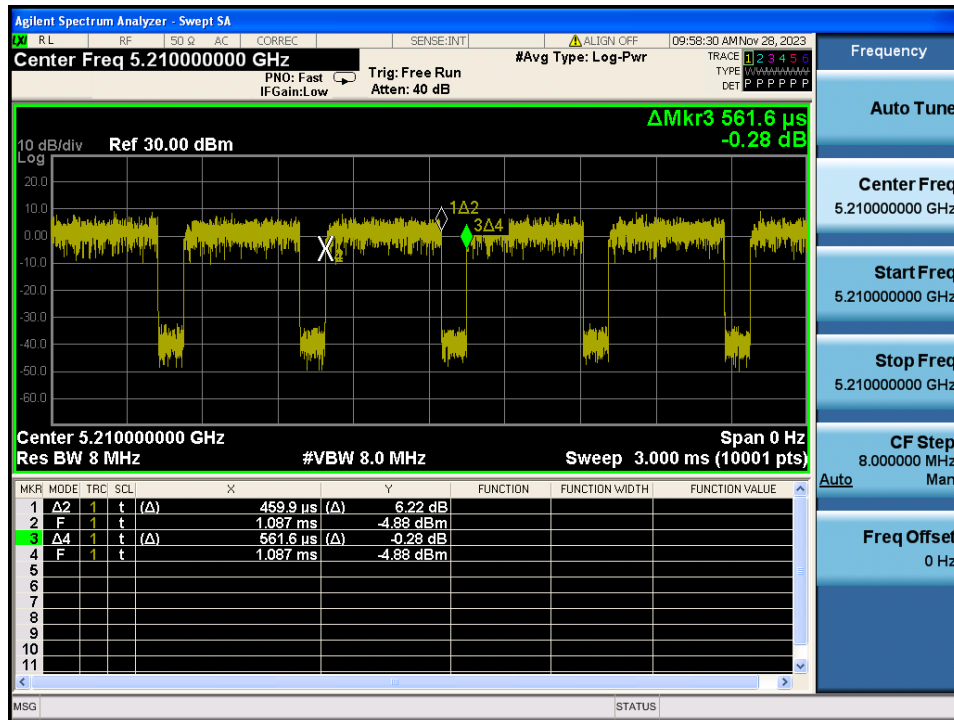 Agilent Spectrum Analyzer - Swept SA
LXI RL RF 50 Ω AC CORREC SENSE:INT ALIGN OFF 09:58:30 AM Nov 28, 2023
Center Freq 5.210000000 GHz #Avg Type: Log-Pwr TRACE 1 2 3 4 5 6
PNO: Fast Trig: Free Run TYPE WWWWWW
IFGain:Low Atten: 40 dB DET P P P P P P
ΔMkr3 561.6 µs
10 dB/div Ref 30.00 dBm -0.28 dB
Log
20.0
10.0
0.00
-10.0
-20.0
-30.0
-40.0
-50.0
-60.0
1Δ2
3Δ4
Center 5.210000000 GHz Span 0 Hz
Res BW 8 MHz #VBW 8.0 MHz Sweep 3.000 ms (10001 pts)
MKR MODE TRC SCL X Y FUNCTION FUNCTION WIDTH FUNCTION VALUE
1 Δ2 1 t (Δ) 459.9 µs (Δ) 6.22 dB
2 F 1 t 1.087 ms -4.88 dBm
3 Δ4 1 t (Δ) 561.6 µs (Δ) -0.28 dB
4 F 1 t 1.087 ms -4.88 dBm
5
6
7
8
9
10
11
MSG STATUS
Frequency
Auto Tune
Center Freq
5.210000000 GHz
Start Freq
5.210000000 GHz
Stop Freq
5.210000000 GHz
CF Step
8.000000 MHz
Auto Man
Freq Offset
0 Hz